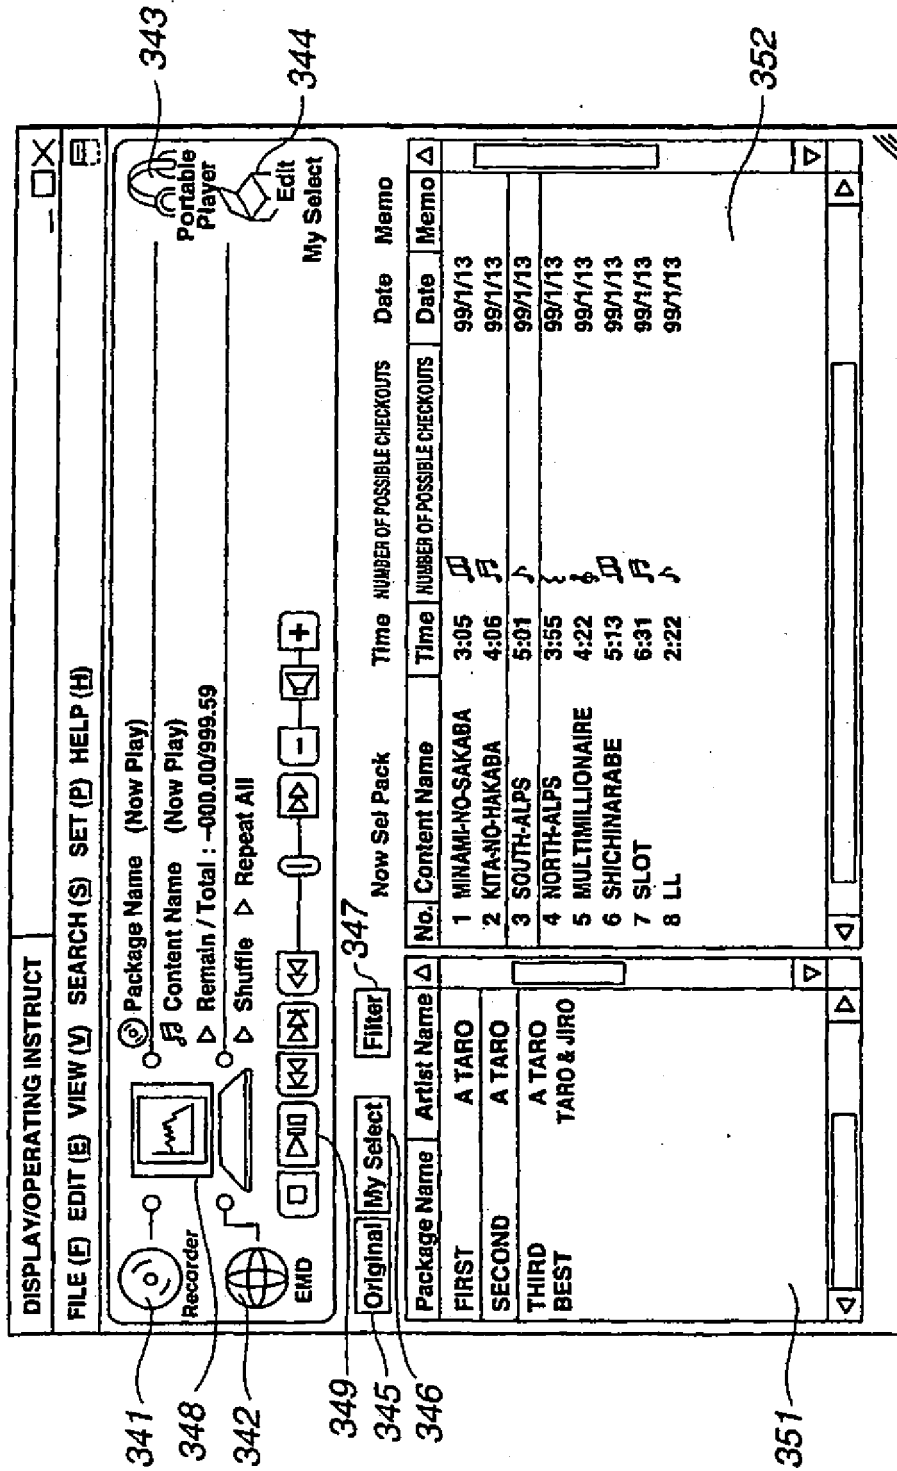 DISPLAY/OPERATING INSTRUCT
FILE (F) EDIT (E) VIEW (V) SEARCH (S) SET (P) HELP (H)
341
348
342
349
345
346
351
343
344
352
347
Recorder
EMD
Package Name (Now Play)
Content Name (Now Play)
Remain / Total : -000.00/999.59
Shuffle Repeat All
Portable
Player
Edit
My Select
Original My Select Filter
Now Sel Pack Time NUMBER OF POSSIBLE CHECKOUTS Date Memo
Package Name Artist Name
FIRST A TARO
SECOND A TARO
THIRD A TARO
BEST TARO & JIRO
No. Content Name Time NUMBER OF POSSIBLE CHECKOUTS Date Memo
1 MINAMI-NO-SAKABA 3:05 99/1/13
2 KITA-NO-HAKABA 4:06 99/1/13
3 SOUTH-ALPS 5:01 99/1/13
4 NORTH-ALPS 3:55 99/1/13
5 MULTIMILLIONAIRE 4:22 99/1/13
6 SHICHINARABE 5:13 99/1/13
7 SLOT 6:31 99/1/13
8 LL 2:22 99/1/13